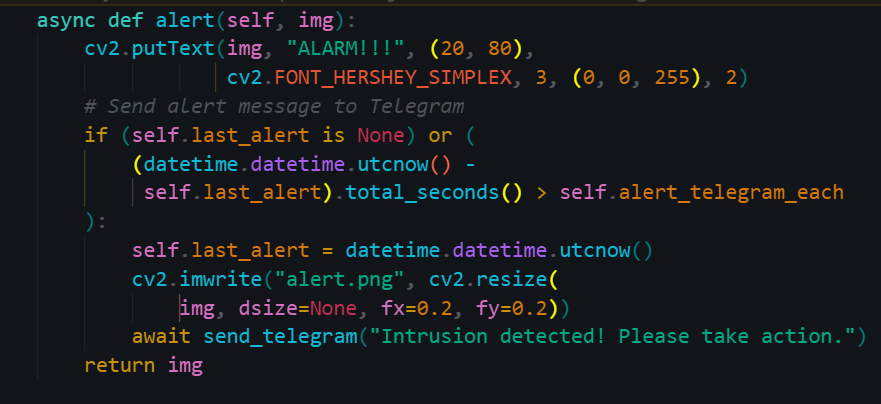 async def alert(self, img):
    cv2.putText(img, "ALARM!!!", (20, 80),
                cv2.FONT_HERSHEY_SIMPLEX, 3, (0, 0, 255), 2)
    # Send alert message to Telegram
    if (self.last_alert is None) or (
        (datetime.datetime.utcnow() -
         self.last_alert).total_seconds() > self.alert_telegram_each
    ):
        self.last_alert = datetime.datetime.utcnow()
        cv2.imwrite("alert.png", cv2.resize(
            img, dsize=None, fx=0.2, fy=0.2))
        await send_telegram("Intrusion detected! Please take action.")
    return img